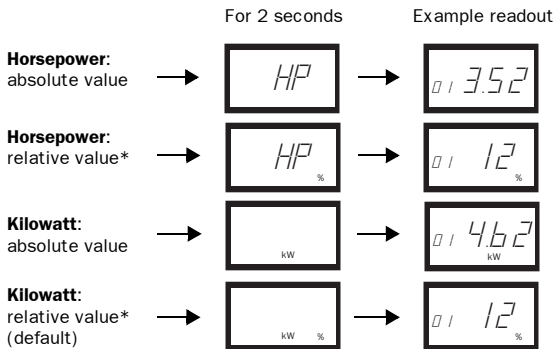 For 2 seconds Example readout
Horsepower:
absolute value
HP
01 3.52
Horsepower:
relative value*
HP
%
01 12
%
Kilowatt:
absolute value
kW
01 4.62
kW
Kilowatt:
relative value*
(default)
kW %
01 12
%